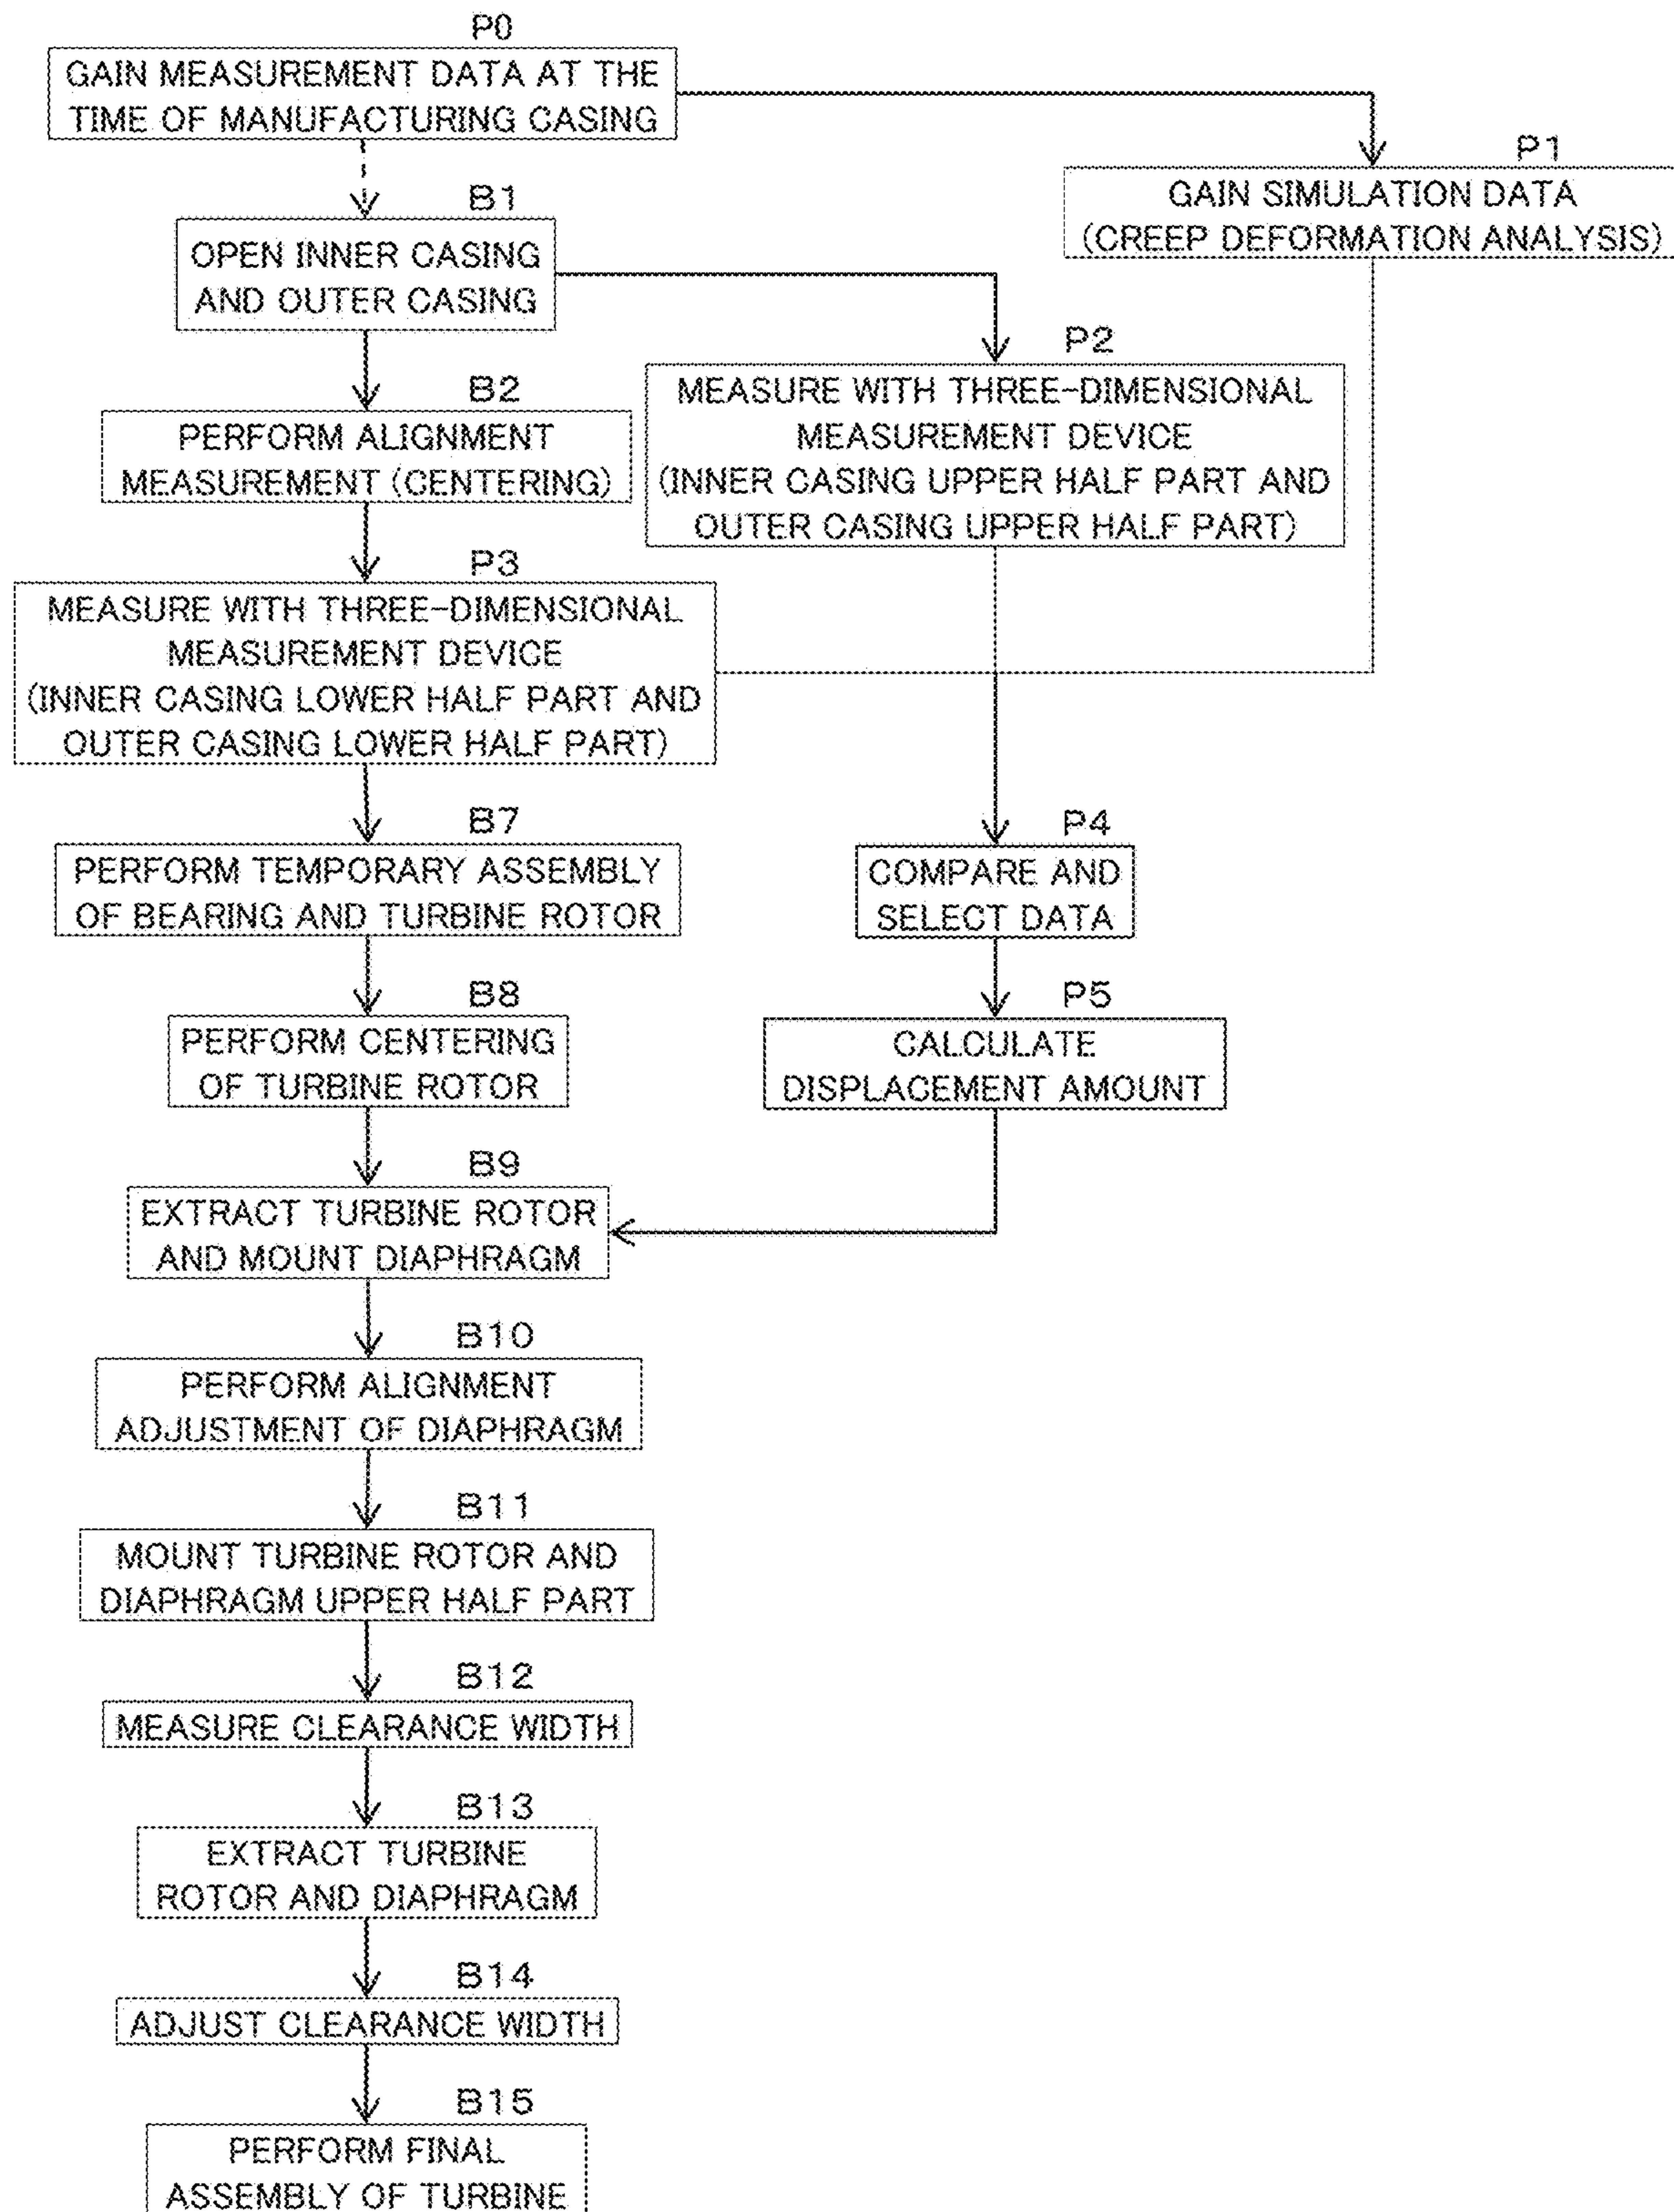 P0
GAIN MEASUREMENT DATA AT THE
TIME OF MANUFACTURING CASING
P1
GAIN SIMULATION DATA
(CREEP DEFORMATION ANALYSIS)
B1
OPEN INNER CASING
AND OUTER CASING
P2
MEASURE WITH THREE-DIMENSIONAL
MEASUREMENT DEVICE
(INNER CASING UPPER HALF PART AND
OUTER CASING UPPER HALF PART)
B2
PERFORM ALIGNMENT
MEASUREMENT (CENTERING)
P3
MEASURE WITH THREE-DIMENSIONAL
MEASUREMENT DEVICE
(INNER CASING LOWER HALF PART AND
OUTER CASING LOWER HALF PART)
B7
PERFORM TEMPORARY ASSEMBLY
OF BEARING AND TURBINE ROTOR
P4
COMPARE AND
SELECT DATA
B8
PERFORM CENTERING
OF TURBINE ROTOR
P5
CALCULATE
DISPLACEMENT AMOUNT
B9
EXTRACT TURBINE ROTOR
AND MOUNT DIAPHRAGM
B10
PERFORM ALIGNMENT
ADJUSTMENT OF DIAPHRAGM
B11
MOUNT TURBINE ROTOR AND
DIAPHRAGM UPPER HALF PART
B12
MEASURE CLEARANCE WIDTH
B13
EXTRACT TURBINE
ROTOR AND DIAPHRAGM
B14
ADJUST CLEARANCE WIDTH
B15
PERFORM FINAL
ASSEMBLY OF TURBINE